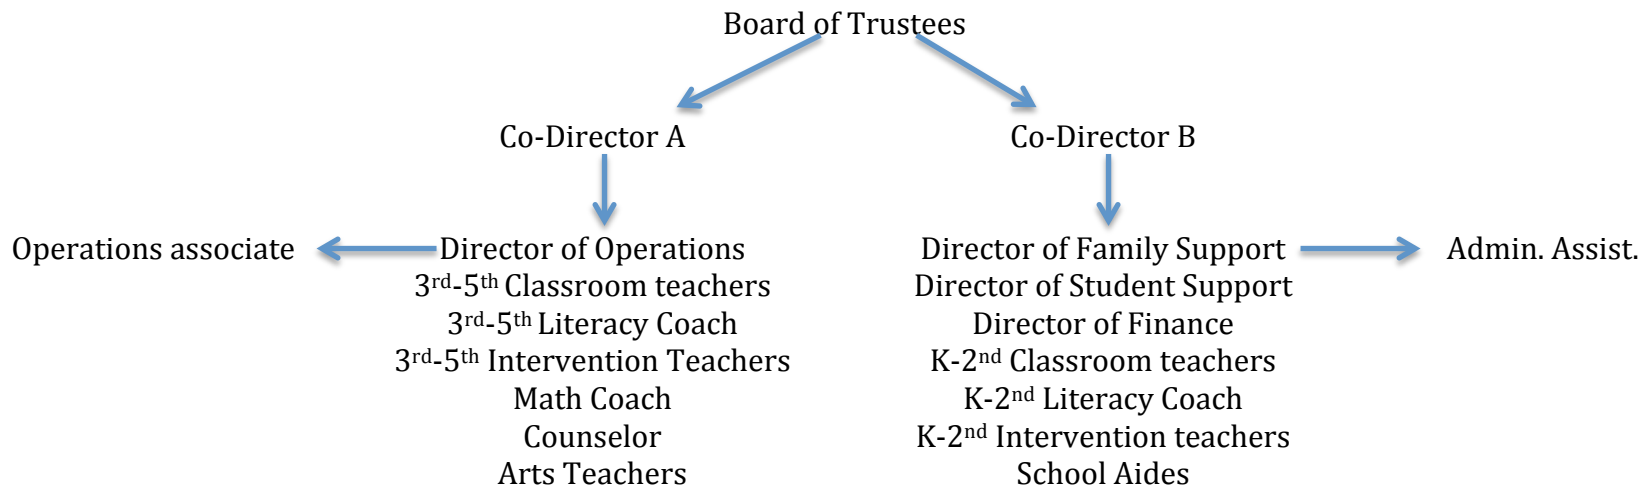 Board of Trustees
Co-Director A
Co-Director B
Operations associate
Director of Operations
3rd-5th Classroom teachers
3rd-5th Literacy Coach
3rd-5th Intervention Teachers
Math Coach
Counselor
Arts Teachers
Director of Family Support
Director of Student Support
Director of Finance
K-2nd Classroom teachers
K-2nd Literacy Coach
K-2nd Intervention teachers
School Aides
Admin. Assist.